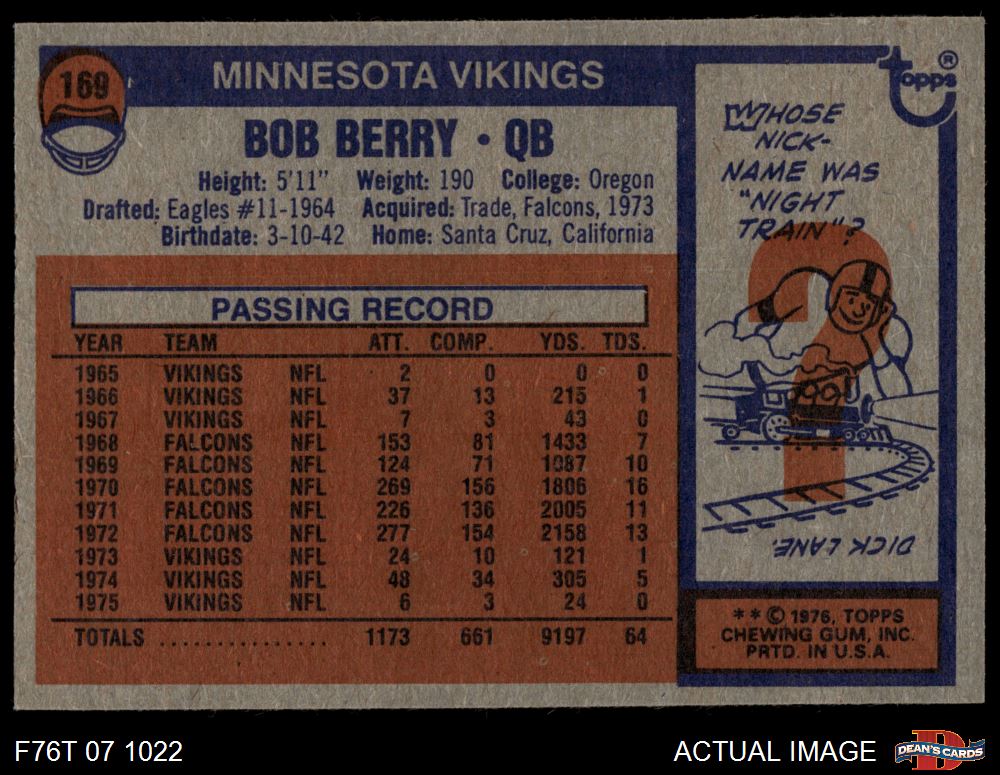 169
MINNESOTA VIKINGS
topps®
BOB BERRY • QB
Height: 5'11" Weight: 190 College: Oregon
Drafted: Eagles #11-1964 Acquired: Trade, Falcons, 1973
Birthdate: 3-10-42 Home: Santa Cruz, California
PASSING RECORD
YEAR TEAM ATT. COMP. YDS. TDS.
1965 VIKINGS NFL 2 0 0 0
1966 VIKINGS NFL 37 13 215 1
1967 VIKINGS NFL 7 3 43 0
1968 FALCONS NFL 153 81 1433 7
1969 FALCONS NFL 124 71 1087 10
1970 FALCONS NFL 269 156 1806 16
1971 FALCONS NFL 226 136 2005 11
1972 FALCONS NFL 277 154 2158 13
1973 VIKINGS NFL 24 10 121 1
1974 VIKINGS NFL 48 34 305 5
1975 VIKINGS NFL 6 3 24 0
TOTALS ................ 1173 661 9197 64
WHOSE
NICK-
NAME WAS
"NIGHT
TRAIN"?
?
DICK LANE.
**© 1976, TOPPS
CHEWING GUM, INC.
PRTD. IN U.S.A.
F76T 07 1022
ACTUAL IMAGE
D
DEAN'S CARDS